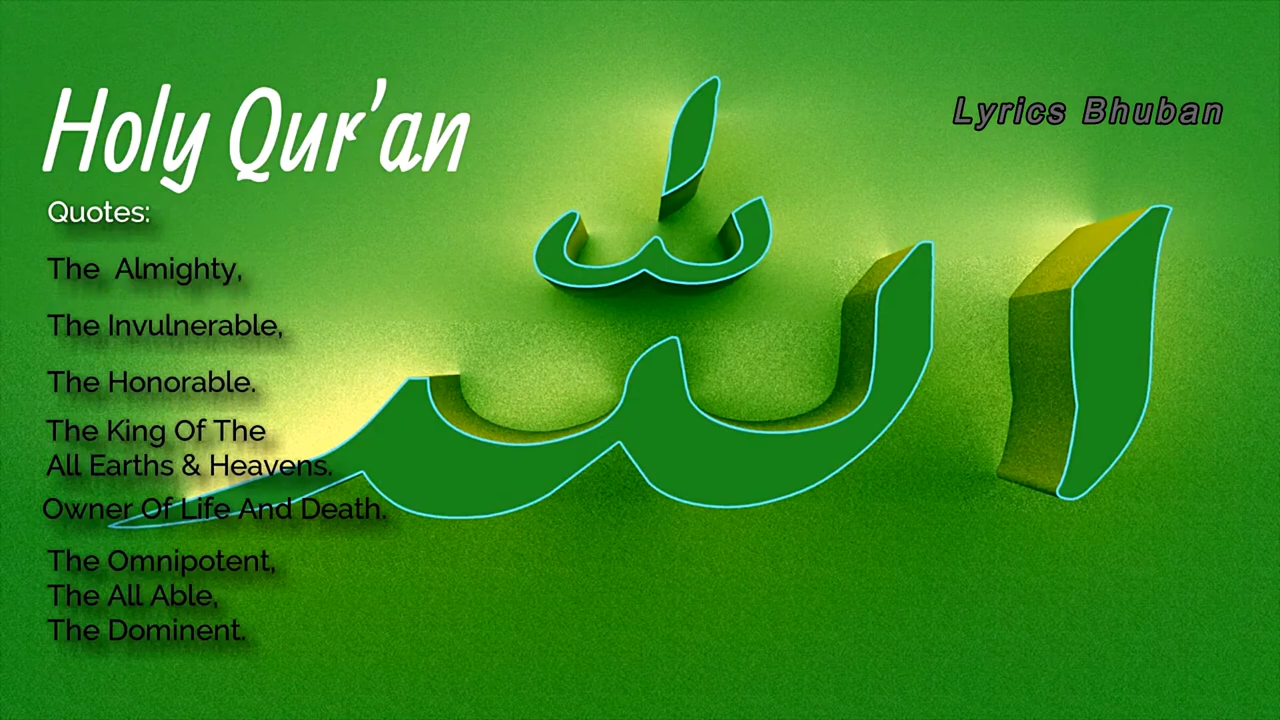 Holy Qur'an
Lyrics Bhuban
Quotes:
The Almighty,
The Invulnerable,
The Honorable.
The King Of The
All Earths & Heavens.
Owner Of Life And Death.
The Omnipotent,
The All Able,
The Dominent.
الله